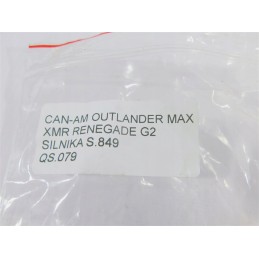 CAN-AM OUTLANDER MAX
XMR RENEGADE G2
SILNIKA S.849
QS.079